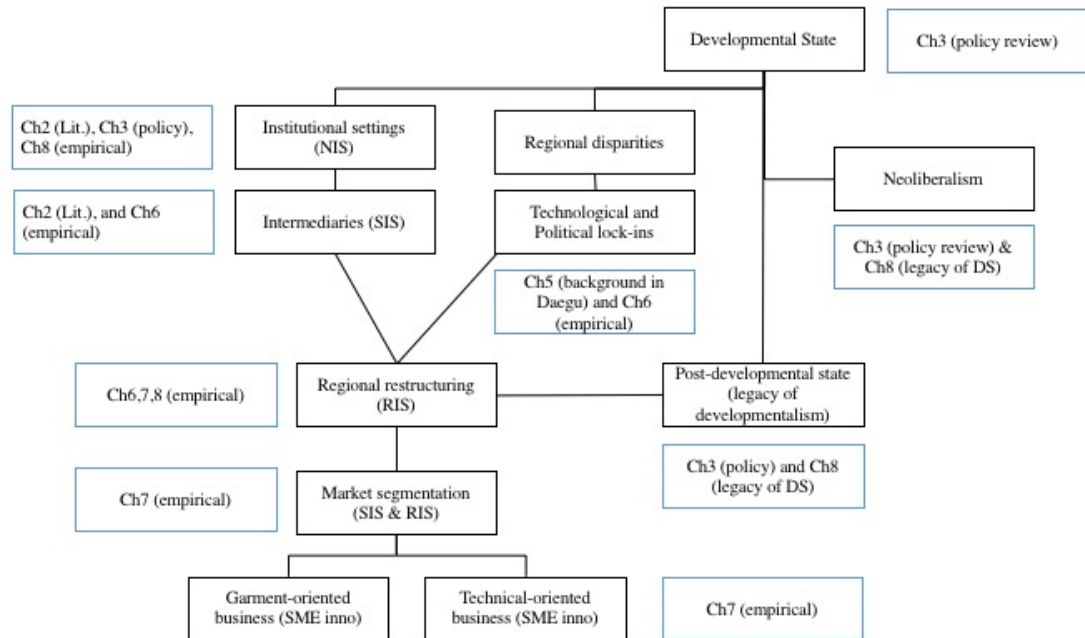 Developmental State
Ch3 (policy review)
Ch2 (Lit.), Ch3 (policy),
Ch8 (empirical)
Institutional settings
(NIS)
Regional disparities
Neoliberalism
Ch2 (Lit.), and Ch6
(empirical)
Intermediaries (SIS)
Technological and
Political lock-ins
Ch3 (policy review) &
Ch8 (legacy of DS)
Ch5 (background in
Daegu) and Ch6
(empirical)
Ch6,7,8 (empirical)
Regional restructuring
(RIS)
Post-developmental state
(legacy of
developmentalism)
Ch3 (policy) and Ch8
(legacy of DS)
Ch7 (empirical)
Market segmentation
(SIS & RIS)
Garment-oriented
business (SME inno)
Technical-oriented
business (SME inno)
Ch7 (empirical)